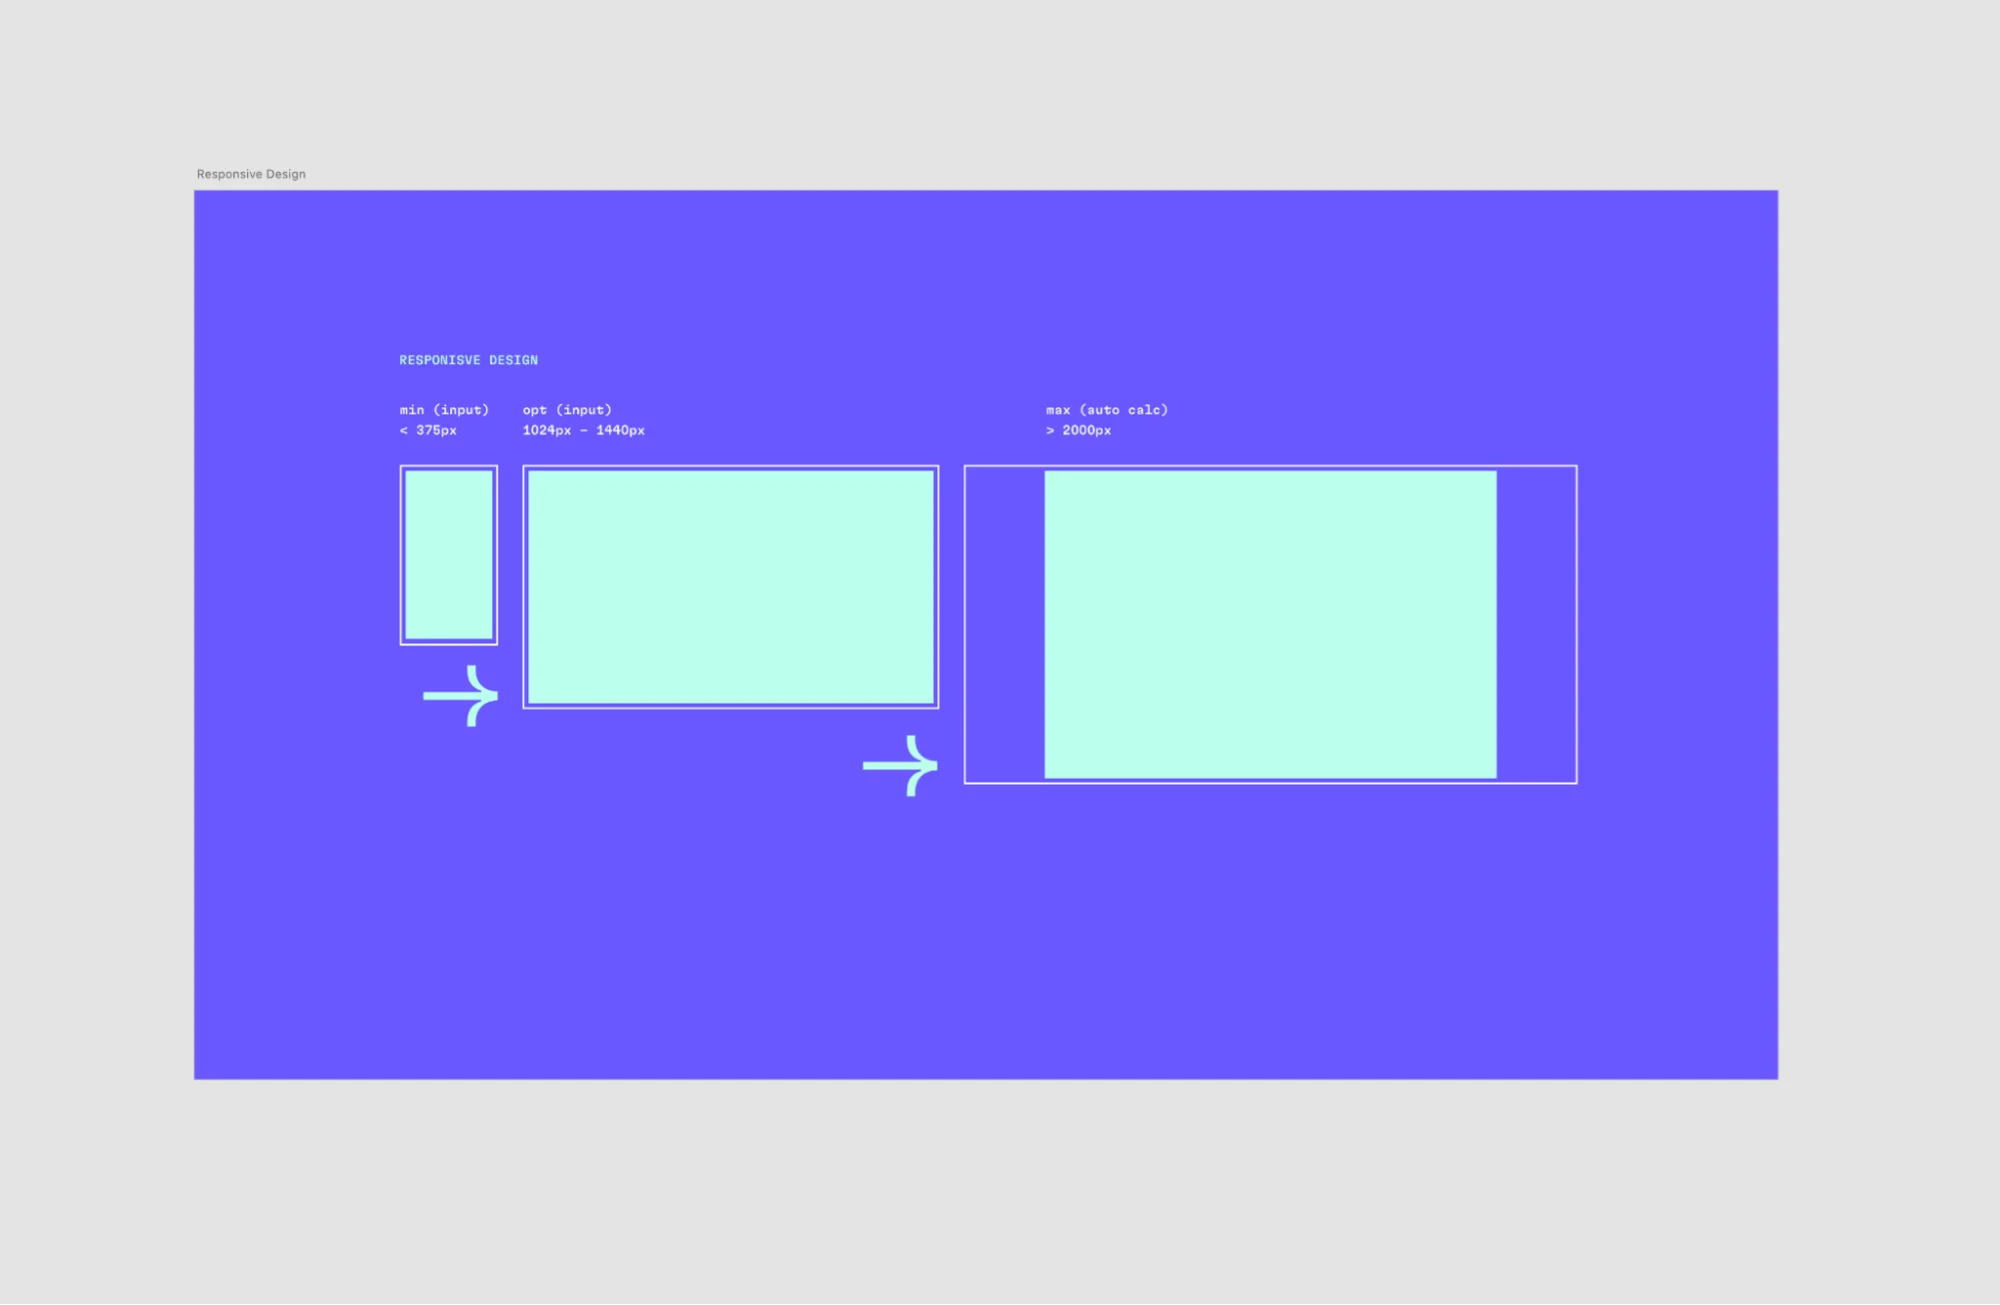 Responsive Design
RESPONISVE DESIGN
min (input)
< 375px
opt (input)
1024px – 1440px
max (auto calc)
> 2000px